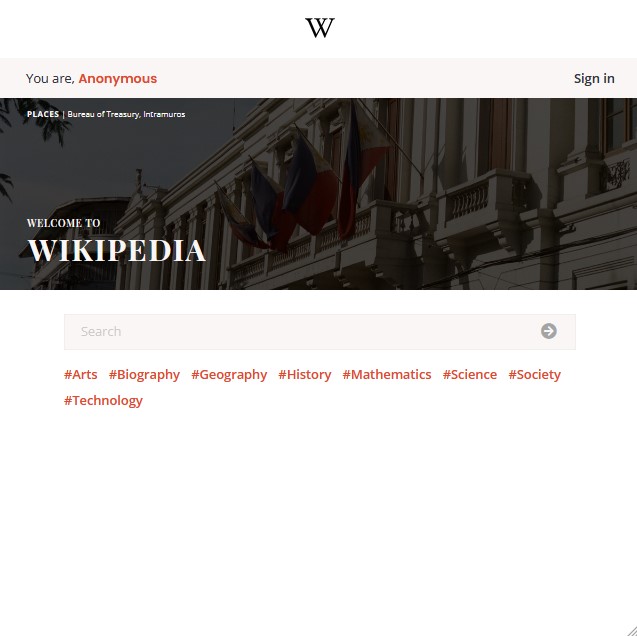 W
You are, Anonymous
Sign in
PLACES | Bureau of Treasury, Intramuros
WELCOME TO
WIKIPEDIA
Search
#Arts #Biography #Geography #History #Mathematics #Science #Society
#Technology